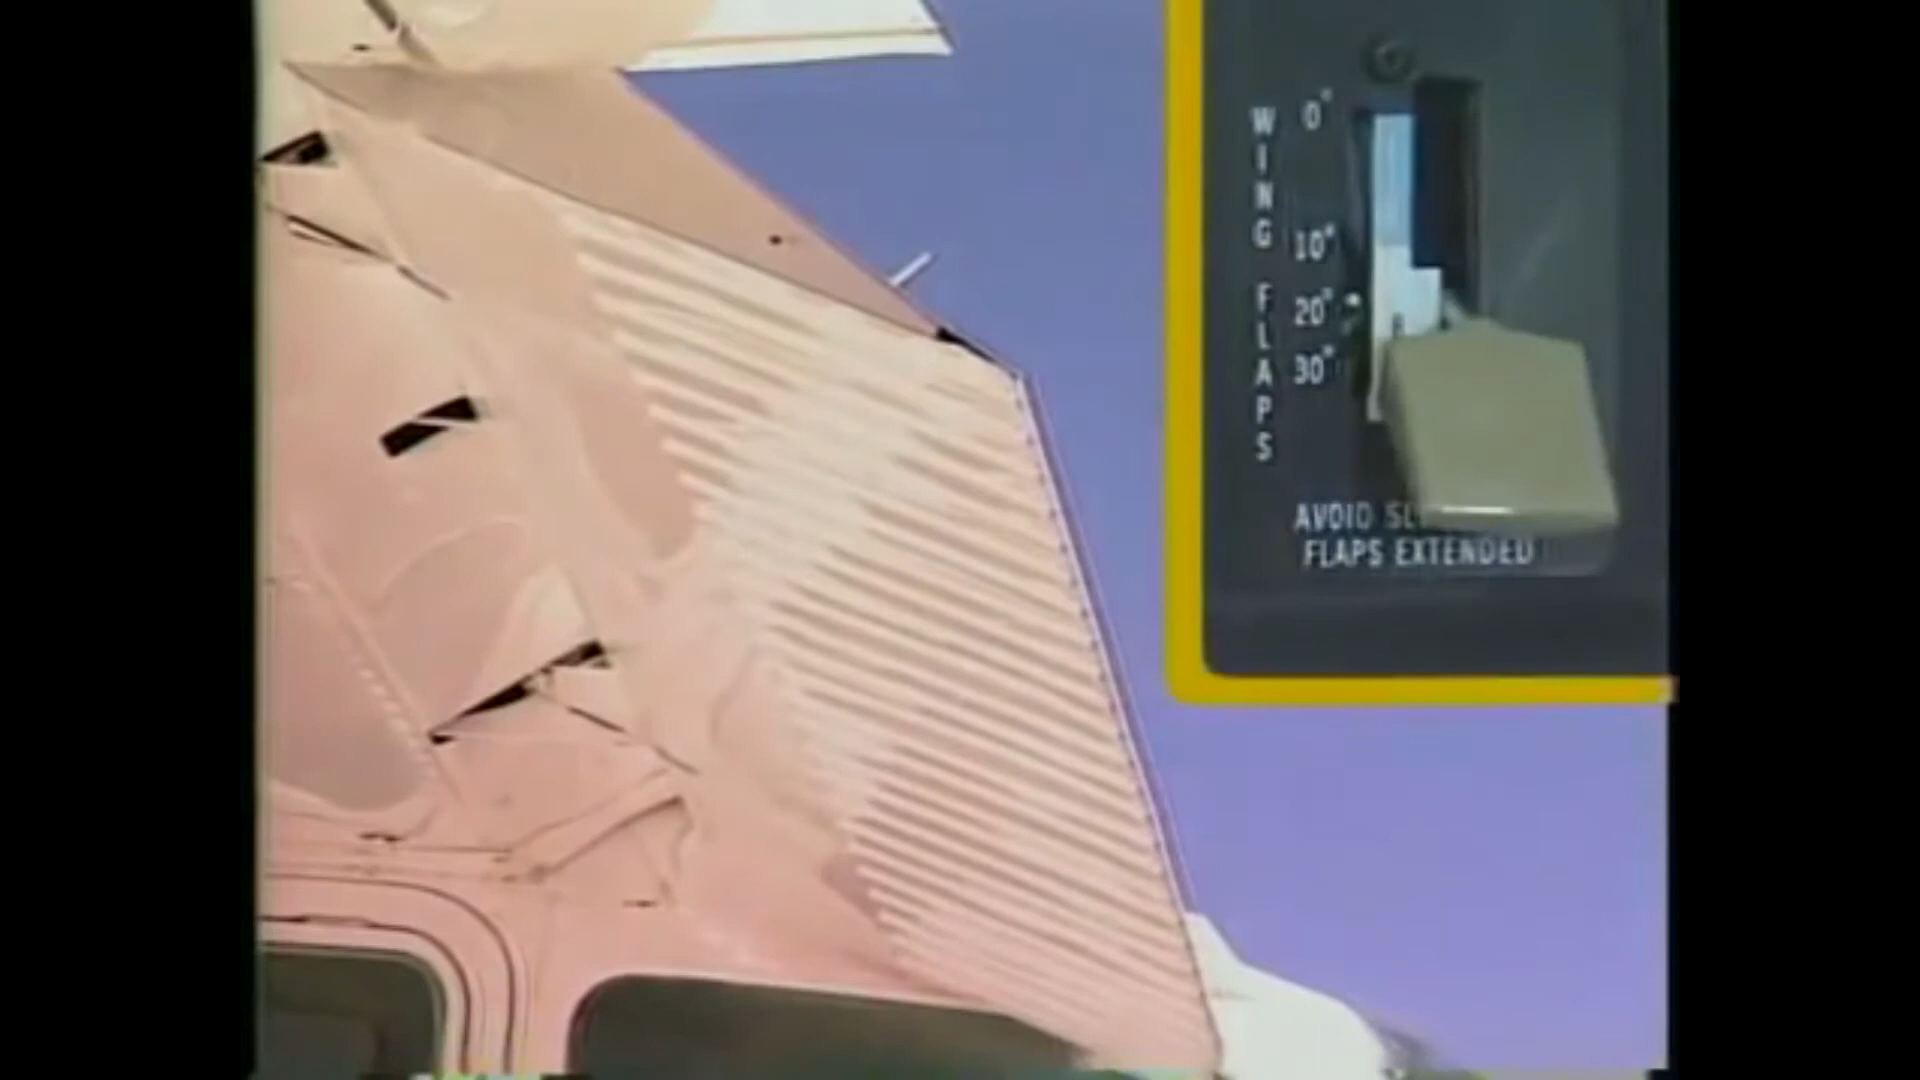 WING FLAPS
0°
10°
20°
30°
AVOID
FLAPS EXTENDED